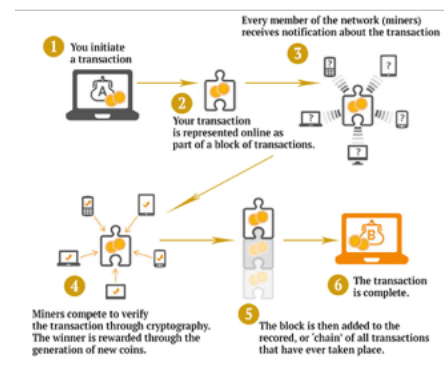 1
You initiate
a transaction
A
2
Your transaction
is represented online as
part of a block of transactions.
Every member of the network (miners)
receives notification about the transaction
3
?
?
?
?
?
4
Miners compete to verify
the transaction through cryptography.
The winner is rewarded through the
generation of new coins.
5
The block is then added to the
recored, or 'chain' of all transactions
that have ever taken place.
B
6
The transaction
is complete.